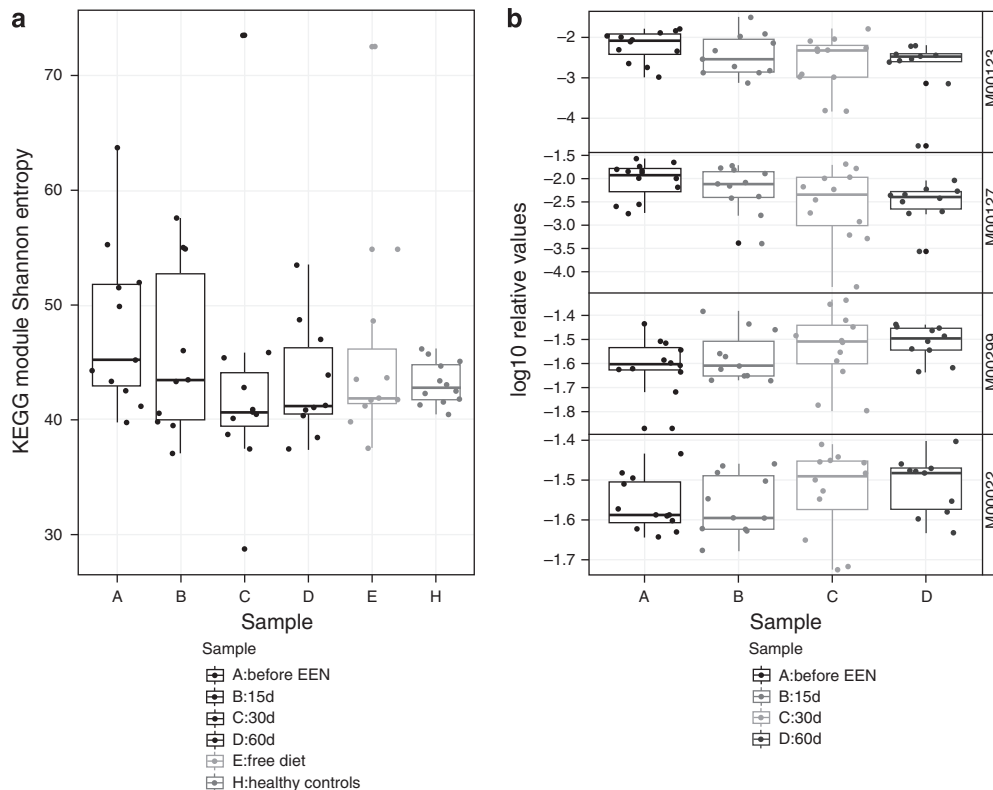 a
KEGG module Shannon entropy
70
60
50
40
30
A B C D E H
Sample
Sample
A:before EEN
B:15d
C:30d
D:60d
E:free diet
H:healthy controls
b
log10 relative values
−2
−3
−4
M00123
−1.5
−2.0
−2.5
−3.0
−3.5
−4.0
M00127
−1.4
−1.5
−1.6
−1.7
−1.8
−1.4
−1.5
−1.6
−1.7
M00022
A B C D
Sample
Sample
A:before EEN
B:15d
C:30d
D:60d